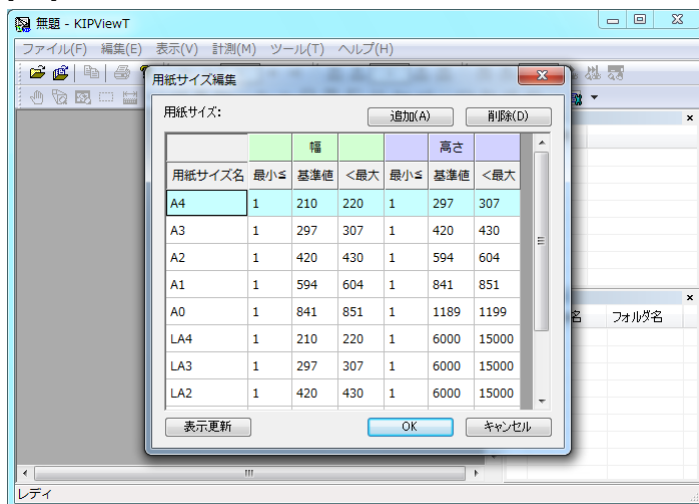 無題 - KIPViewT
ファイル(F) 編集(E) 表示(V) 計測(M) ツール(T) ヘルプ(H)
用紙サイズ編集
用紙サイズ: 追加(A) 削除(D)
幅 高さ
用紙サイズ名 最小≦ 基準値 <最大 最小≦ 基準値 <最大
A4 1 210 220 1 297 307
A3 1 297 307 1 420 430
A2 1 420 430 1 594 604
A1 1 594 604 1 841 851
A0 1 841 851 1 1189 1199
LA4 1 210 220 1 6000 15000
LA3 1 297 307 1 6000 15000
LA2 1 420 430 1 6000 15000
名 フォルダ名
表示更新 OK キャンセル
レディ